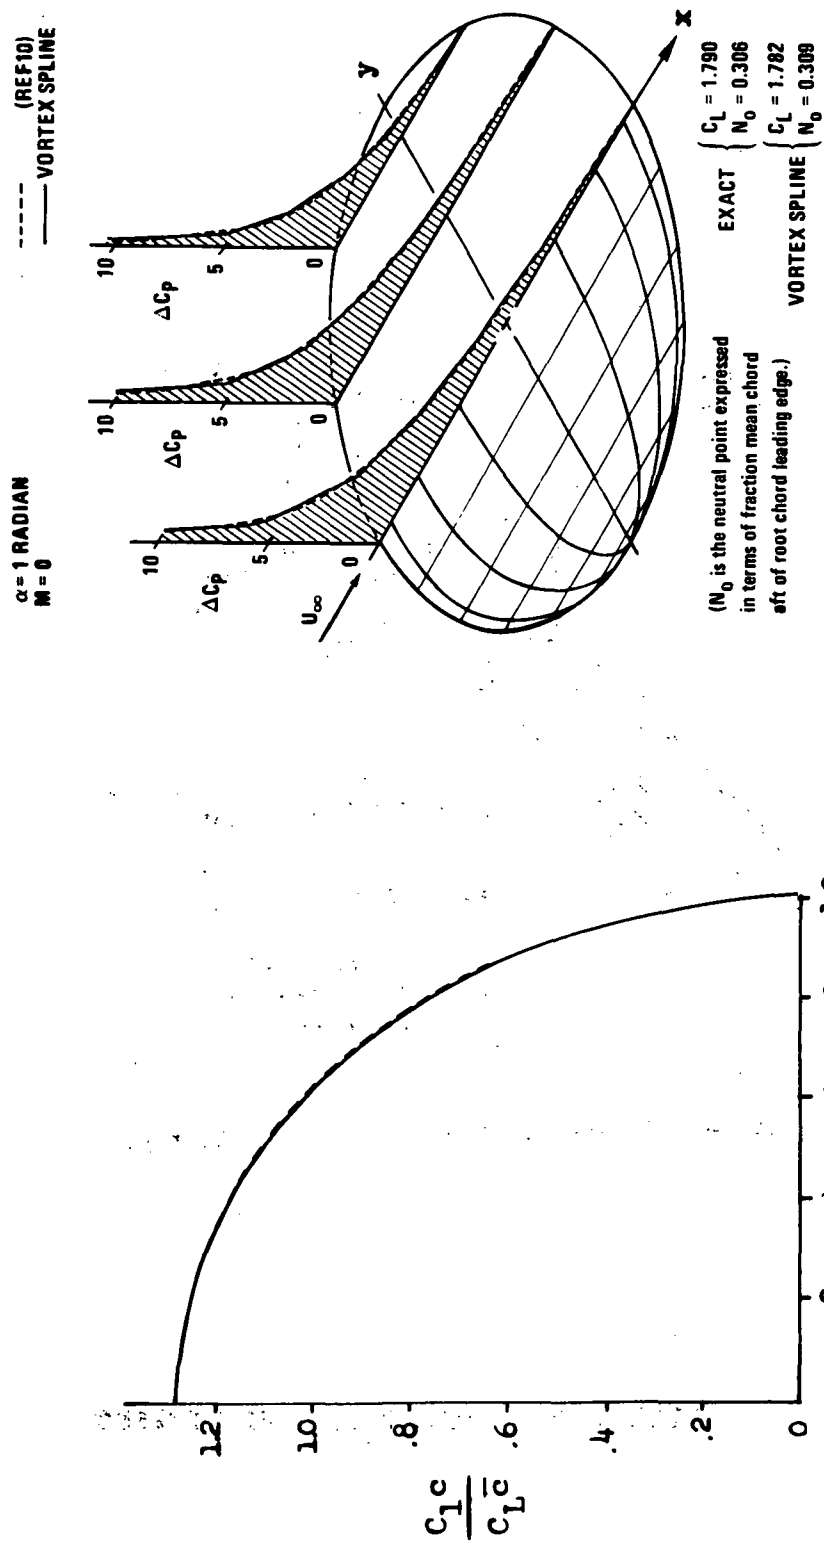 α = 1 RADIAN
M = 0
----- (REF10)
—— VORTEX SPLINE
10
5
0
ΔCp
10
5
0
ΔCp
10
5
0
ΔCp
U∞
y
x
EXACT { CL = 1.790
N₀ = 0.306
VORTEX SPLINE { CL = 1.782
N₀ = 0.309
(N₀ is the neutral point expressed
in terms of fraction mean chord
aft of root chord leading edge.)
C₁c
CL c̄
1.2
1.0
.8
.6
.4
.2
0